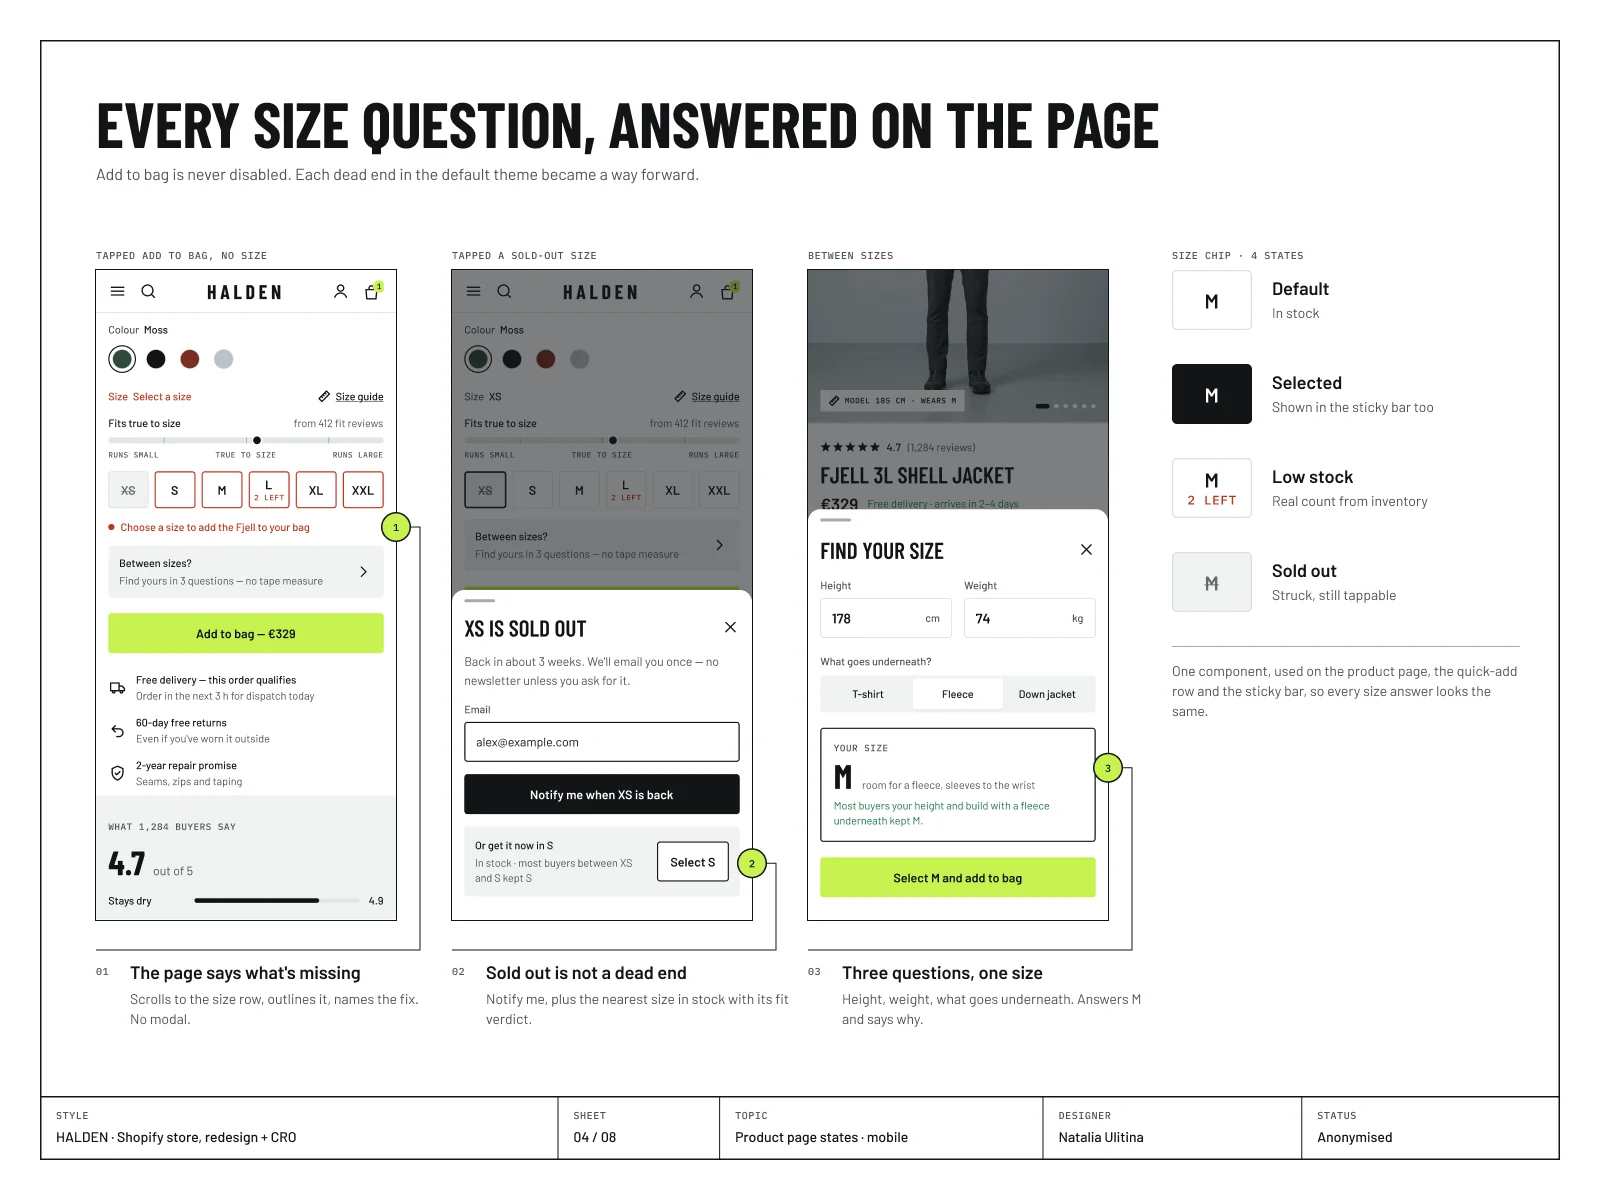 EVERY SIZE QUESTION, ANSWERED ON THE PAGE
Add to bag is never disabled. Each dead end in the default theme became a way forward.
TAPPED ADD TO BAG, NO SIZE
HALDEN
1
Colour Moss
Size Select a size
Size guide
Fits true to size
from 412 fit reviews
RUNS SMALL
TRUE TO SIZE
RUNS LARGE
XS
S
M
L
2 LEFT
XL
XXL
Choose a size to add the Fjell to your bag
1
Between sizes?
Find yours in 3 questions — no tape measure
Add to bag — €329
Free delivery — this order qualifies
Order in the next 3 h for dispatch today
60-day free returns
Even if you've worn it outside
2-year repair promise
Seams, zips and taping
WHAT 1,284 BUYERS SAY
4.7 out of 5
Stays dry
4.9
01
The page says what's missing
Scrolls to the size row, outlines it, names the fix.
No modal.
TAPPED A SOLD-OUT SIZE
HALDEN
1
Colour Moss
Size XS
Size guide
Fits true to size
from 412 fit reviews
RUNS SMALL
TRUE TO SIZE
RUNS LARGE
XS
S
M
L
2 LEFT
XL
XXL
Between sizes?
Find yours in 3 questions — no tape measure
XS IS SOLD OUT
Back in about 3 weeks. We'll email you once — no
newsletter unless you ask for it.
Email
alex@example.com
Notify me when XS is back
Or get it now in S
In stock · most buyers between XS
and S kept S
Select S
2
02
Sold out is not a dead end
Notify me, plus the nearest size in stock with its fit
verdict.
BETWEEN SIZES
MODEL 185 CM · WEARS M
★★★★★ 4.7 (1,284 reviews)
FJELL 3L SHELL JACKET
€329 Free delivery · arrives in 2–4 days
FIND YOUR SIZE
Height
Weight
178 cm
74 kg
What goes underneath?
T-shirt
Fleece
Down jacket
YOUR SIZE
M room for a fleece, sleeves to the wrist
Most buyers your height and build with a fleece
underneath kept M.
3
Select M and add to bag
03
Three questions, one size
Height, weight, what goes underneath. Answers M
and says why.
SIZE CHIP · 4 STATES
M
Default
In stock
M
Selected
Shown in the sticky bar too
M
2 LEFT
Low stock
Real count from inventory
M
Sold out
Struck, still tappable
One component, used on the product page, the quick-add
row and the sticky bar, so every size answer looks the
same.
STYLE
HALDEN · Shopify store, redesign + CRO
SHEET
04 / 08
TOPIC
Product page states · mobile
DESIGNER
Natalia Ulitina
STATUS
Anonymised